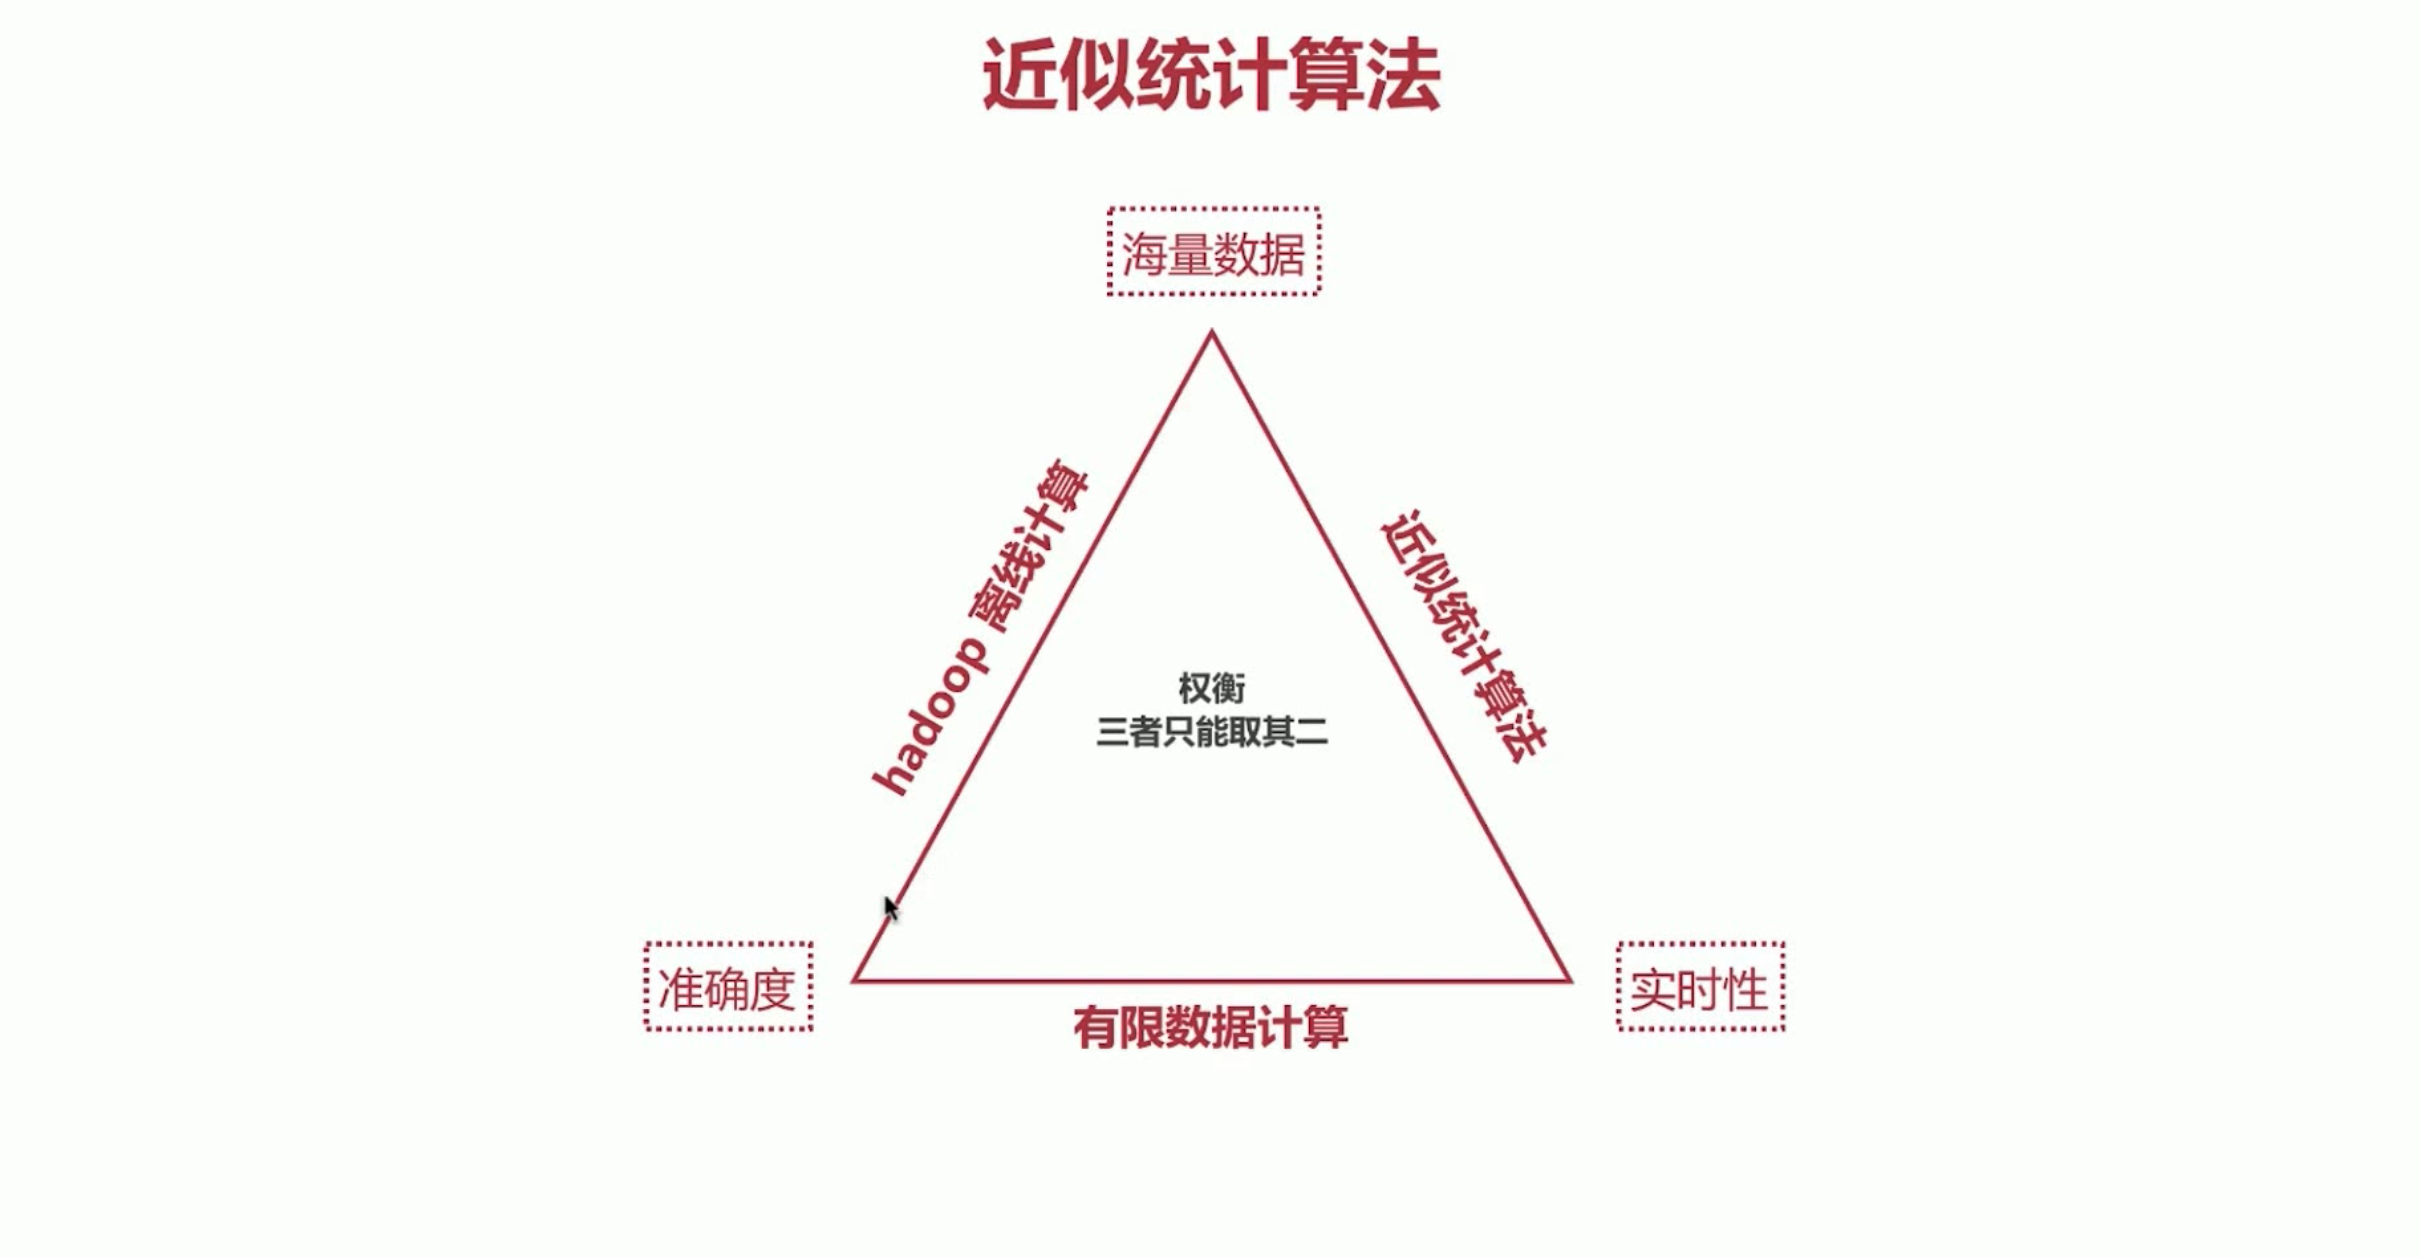 近似统计算法
海量数据
hadoop 离线计算
近似统计算法
权衡
三者只能取其二
准确度
实时性
有限数据计算